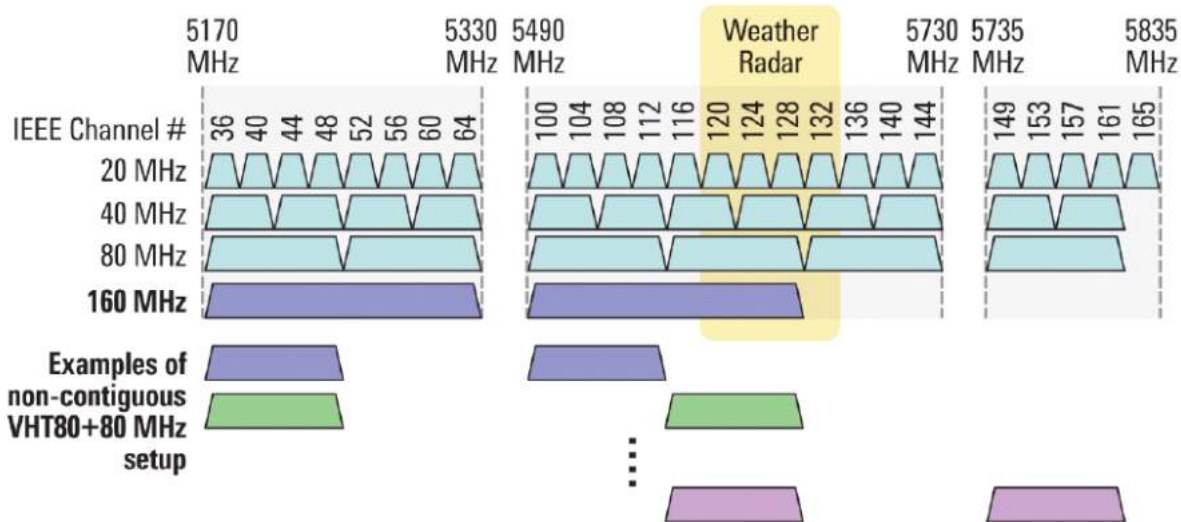 5170 MHz
5330 MHz
5490 MHz
Weather Radar
5730 MHz
5735 MHz
5835 MHz
IEEE Channel # 36 40 44 48 52 56 60 64 100 104 108 112 116 120 124 128 132 136 140 144 149 153 157 161 165
20 MHz
40 MHz
80 MHz
160 MHz
Examples of
non-contiguous
VHT80+80 MHz
setup